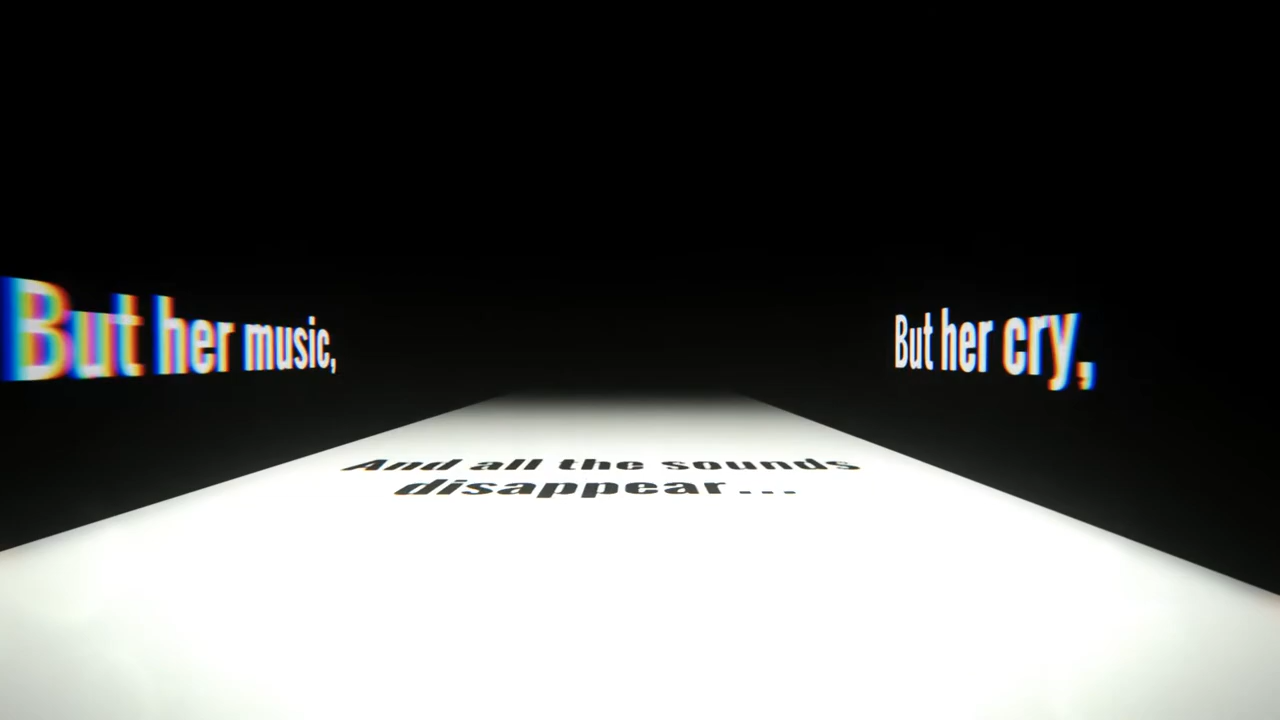 But her music,
But her cry,
And all the sounds
disappear...